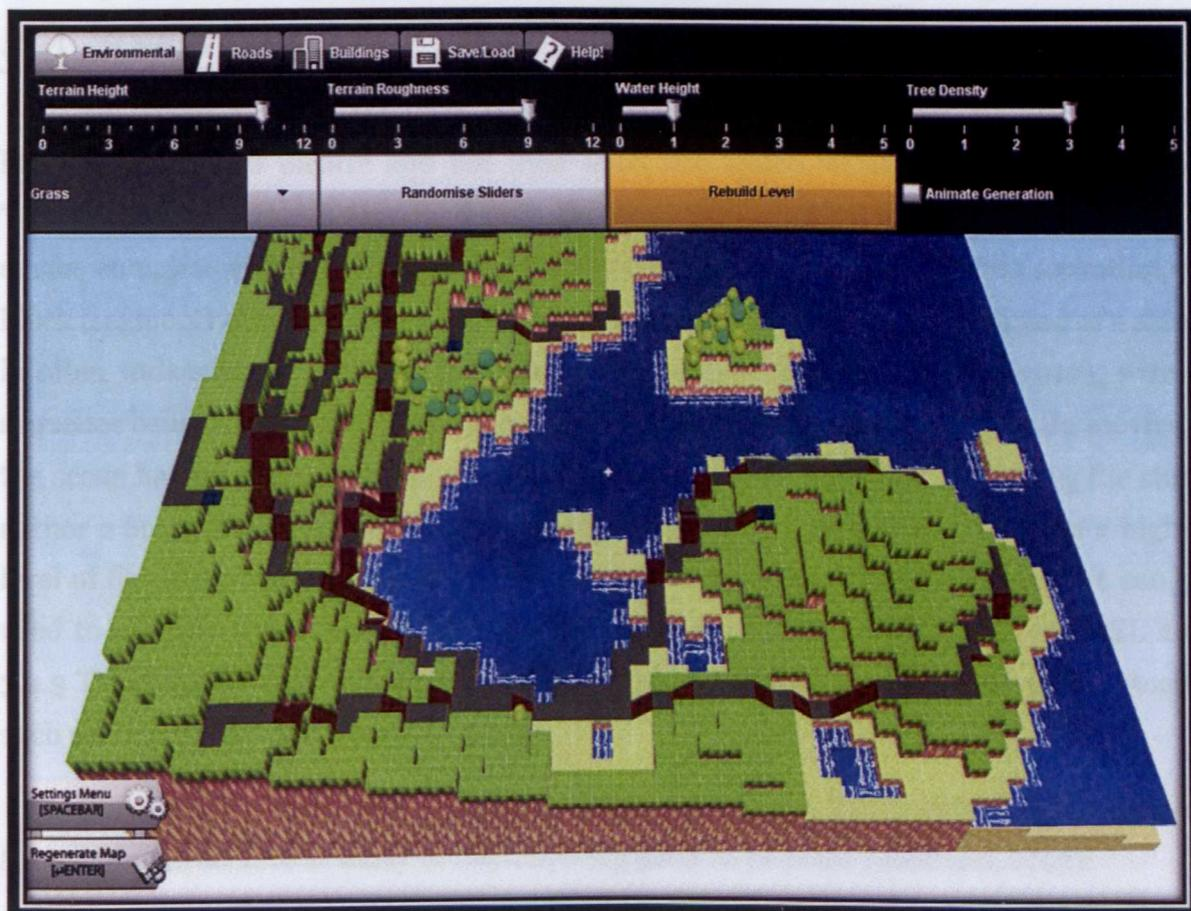 Environmental Roads Buildings Save/Load Help!
Terrain Height Terrain Roughness Water Height Tree Density
0 3 6 9 12 0 3 6 9 12 0 1 2 3 4 5 0 1 2 3 4 5
Grass Randomise Sliders Rebuild Level Animate Generation
Settings Menu
[SPACEBAR]
Regenerate Map
[↵ENTER]